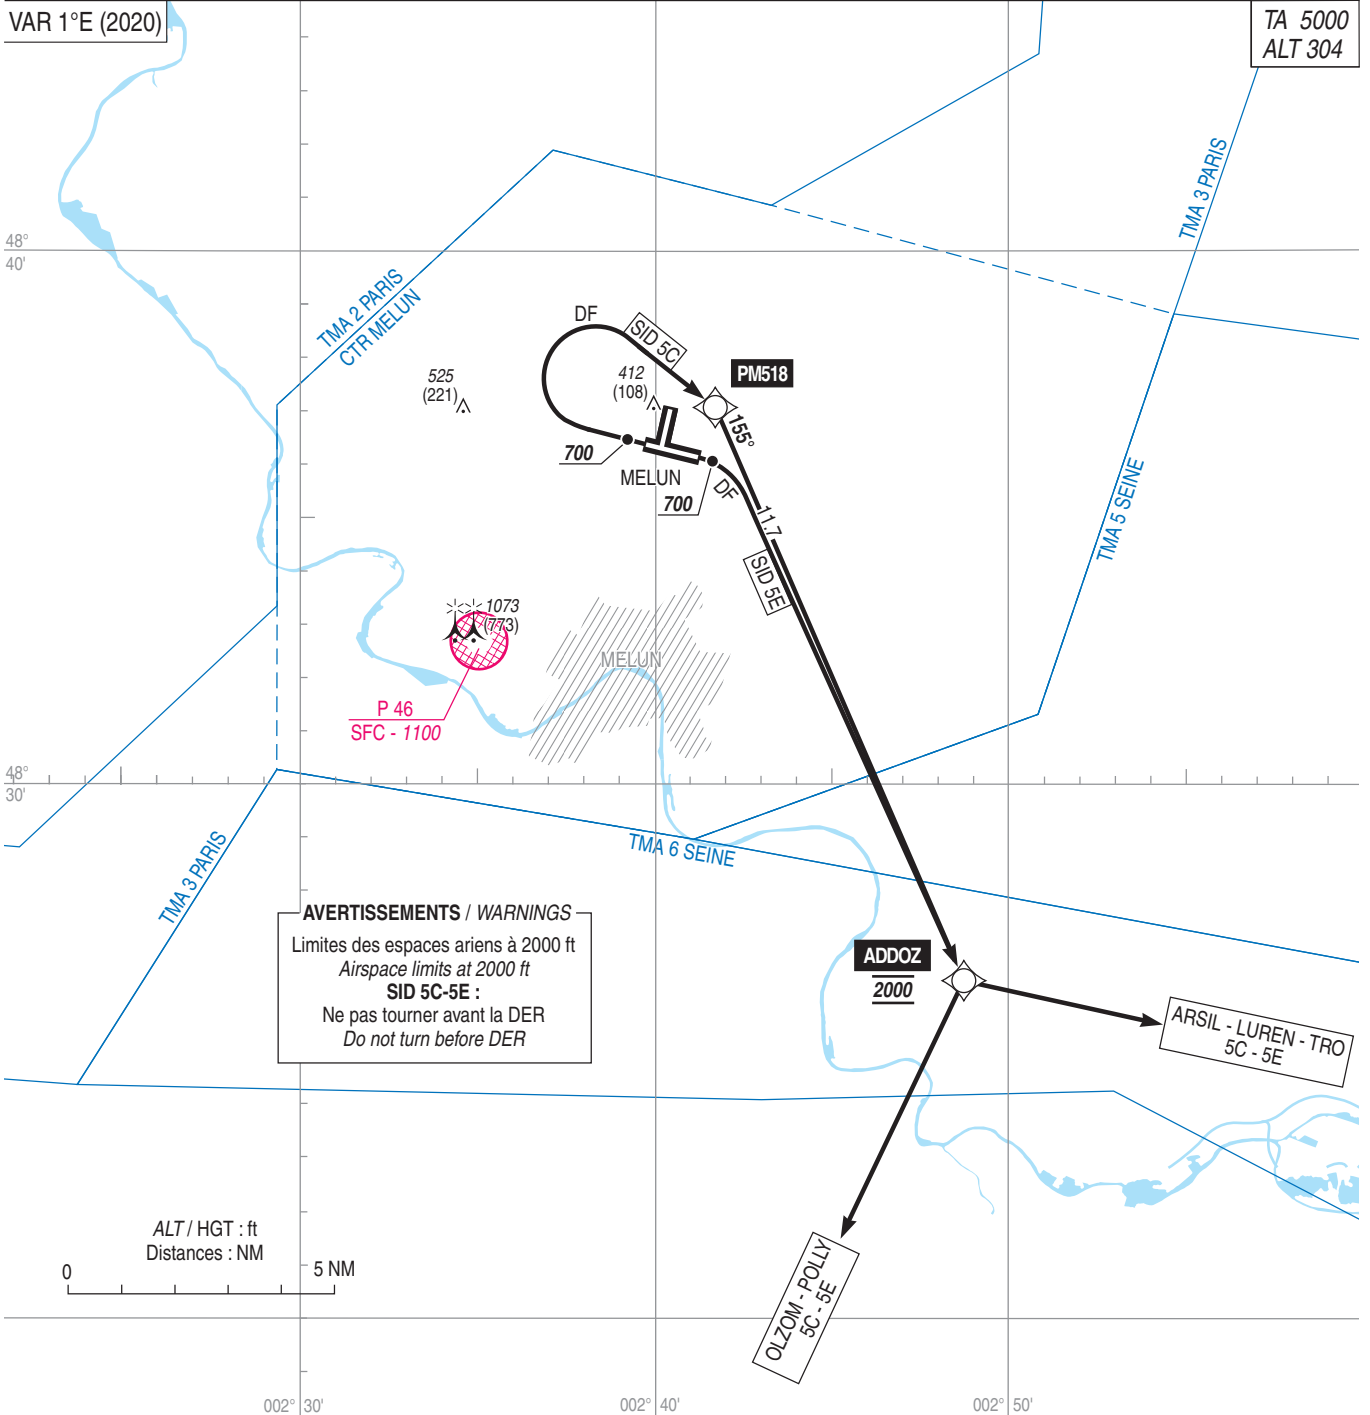 VAR 1°E (2020)
TA 5000
ALT 304
TMA 3 PARIS
48°
40'
TMA 2 PARIS
CTR MELUN
DF
SID 5C
525
(221)
412
(108)
PM518
155°
700
MELUN
700
DF
11.7
SID 5E
TMA 5 SEINE
1073
(773)
MELUN
P 46
SFC - 1100
48°
30'
TMA 6 SEINE
TMA 3 PARIS
AVERTISSEMENTS / WARNINGS
Limites des espaces ariens à 2000 ft
Airspace limits at 2000 ft
SID 5C-5E :
Ne pas tourner avant la DER
Do not turn before DER
ADDOZ
2000
ARSIL - LUREN - TRO
5C - 5E
OLZOM - POLLY
5C - 5E
ALT / HGT : ft
Distances : NM
0
5 NM
002° 30'
002° 40'
002° 50'